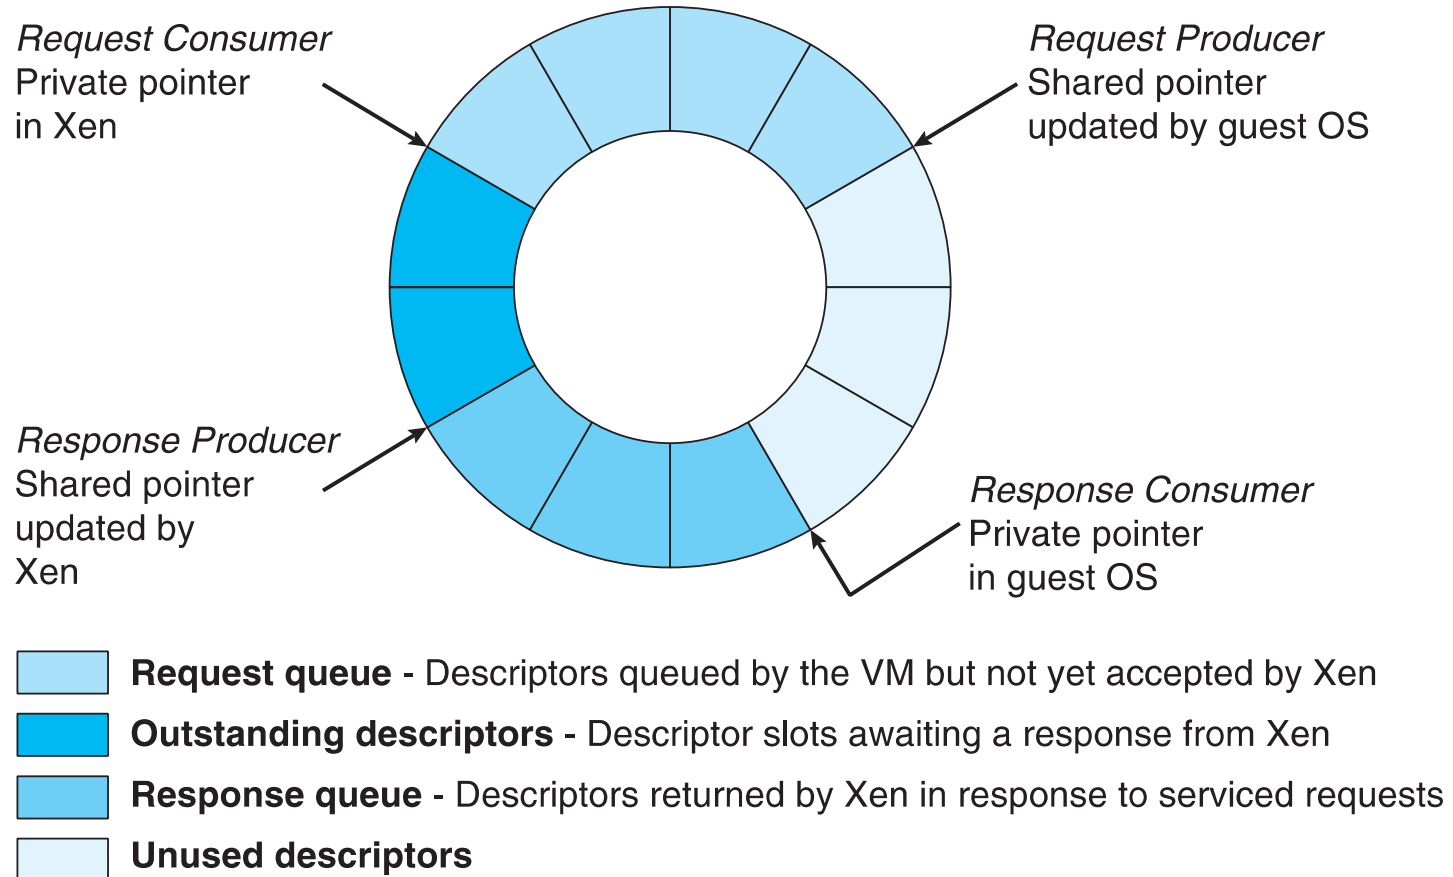 Request Consumer
Private pointer
in Xen
Request Producer
Shared pointer
updated by guest OS
Response Producer
Shared pointer
updated by
Xen
Response Consumer
Private pointer
in guest OS
Request queue - Descriptors queued by the VM but not yet accepted by Xen
Outstanding descriptors - Descriptor slots awaiting a response from Xen
Response queue - Descriptors returned by Xen in response to serviced requests
Unused descriptors